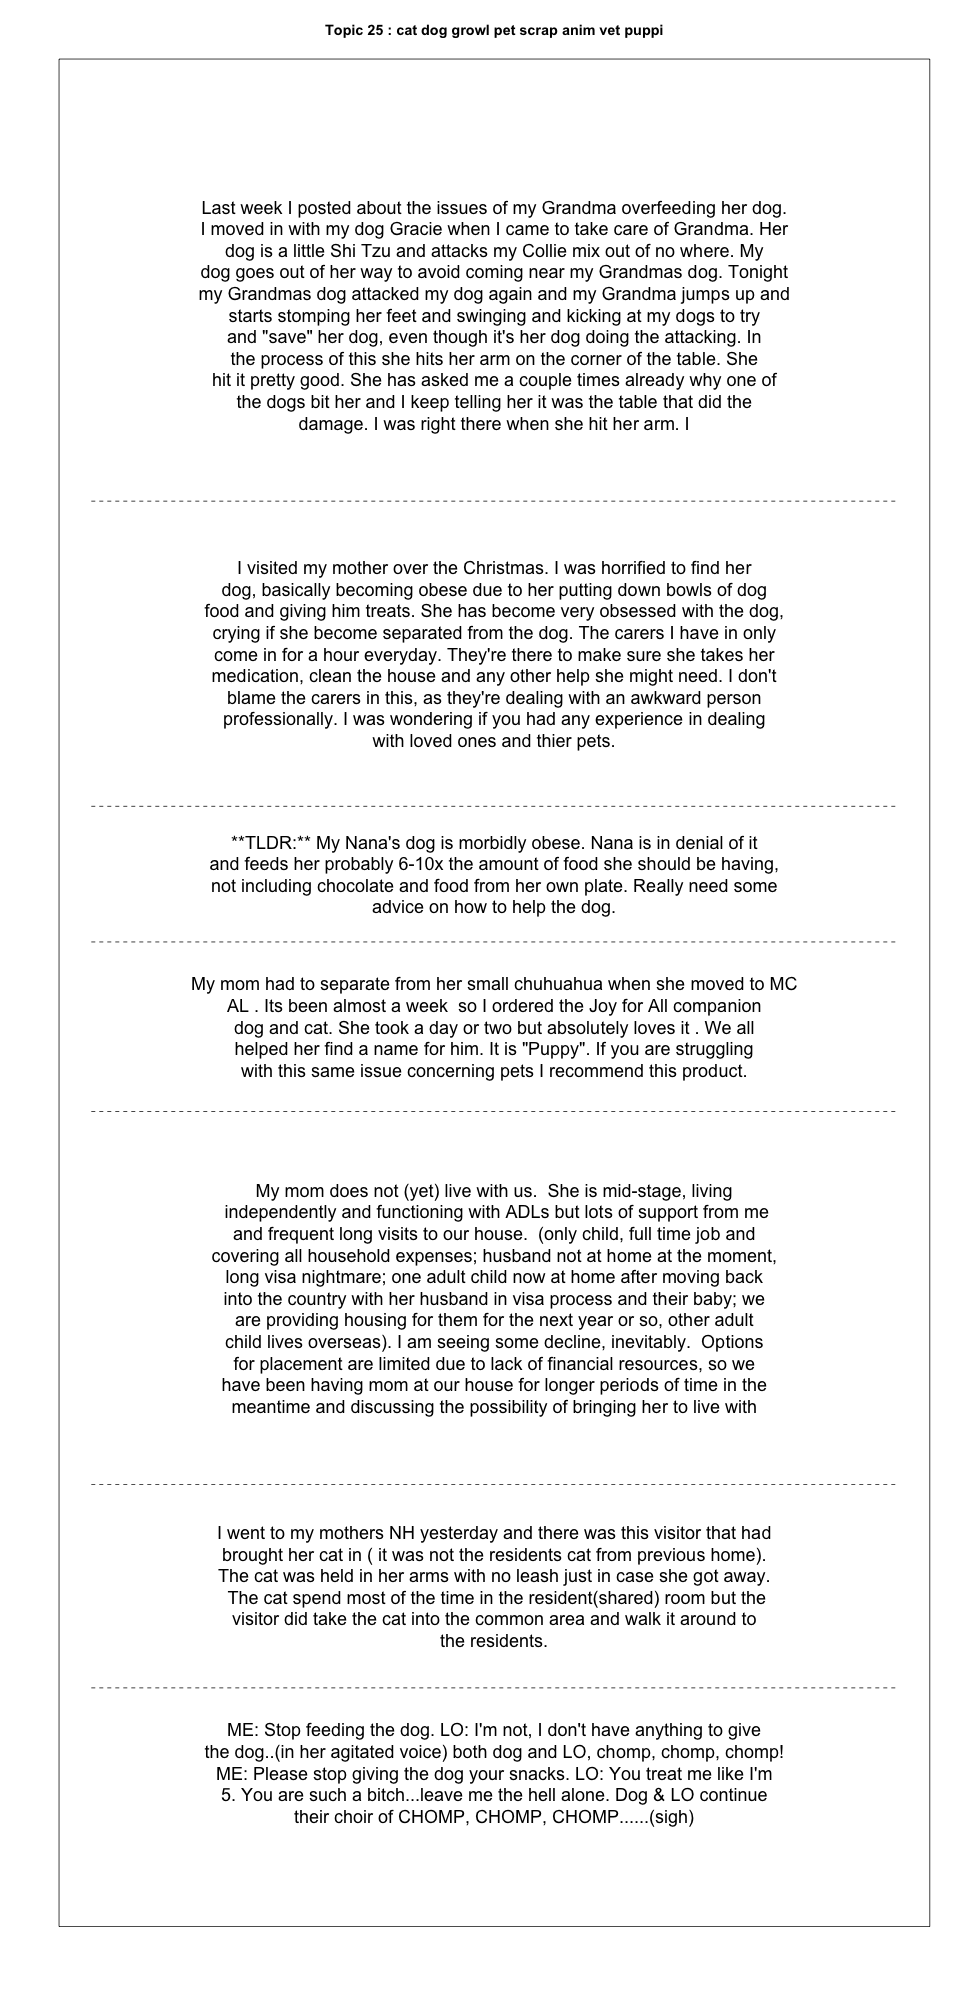 Topic 25 : cat dog growl pet scrap anim vet puppi
Last week I posted about the issues of my Grandma overfeeding her dog.
I moved in with my dog Gracie when I came to take care of Grandma. Her
dog is a little Shi Tzu and attacks my Collie mix out of no where. My
dog goes out of her way to avoid coming near my Grandmas dog. Tonight
my Grandmas dog attacked my dog again and my Grandma jumps up and
starts stomping her feet and swinging and kicking at my dogs to try
and "save" her dog, even though it's her dog doing the attacking. In
the process of this she hits her arm on the corner of the table. She
hit it pretty good. She has asked me a couple times already why one of
the dogs bit her and I keep telling her it was the table that did the
damage. I was right there when she hit her arm. I
I visited my mother over the Christmas. I was horrified to find her
dog, basically becoming obese due to her putting down bowls of dog
food and giving him treats. She has become very obsessed with the dog,
crying if she become separated from the dog. The carers I have in only
come in for a hour everyday. They're there to make sure she takes her
medication, clean the house and any other help she might need. I don't
blame the carers in this, as they're dealing with an awkward person
professionally. I was wondering if you had any experience in dealing
with loved ones and thier pets.
**TLDR:** My Nana's dog is morbidly obese. Nana is in denial of it
and feeds her probably 6-10x the amount of food she should be having,
not including chocolate and food from her own plate. Really need some
advice on how to help the dog.
My mom had to separate from her small chuhuahua when she moved to MC
AL . Its been almost a week  so I ordered the Joy for All companion
dog and cat. She took a day or two but absolutely loves it . We all
helped her find a name for him. It is "Puppy". If you are struggling
with this same issue concerning pets I recommend this product.
My mom does not (yet) live with us.  She is mid-stage, living
independently and functioning with ADLs but lots of support from me
and frequent long visits to our house.  (only child, full time job and
covering all household expenses; husband not at home at the moment,
long visa nightmare; one adult child now at home after moving back
into the country with her husband in visa process and their baby; we
are providing housing for them for the next year or so, other adult
child lives overseas). I am seeing some decline, inevitably.  Options
for placement are limited due to lack of financial resources, so we
have been having mom at our house for longer periods of time in the
meantime and discussing the possibility of bringing her to live with
I went to my mothers NH yesterday and there was this visitor that had
brought her cat in ( it was not the residents cat from previous home).
The cat was held in her arms with no leash just in case she got away.
The cat spend most of the time in the resident(shared) room but the
visitor did take the cat into the common area and walk it around to
the residents.
ME: Stop feeding the dog. LO: I'm not, I don't have anything to give
the dog..(in her agitated voice) both dog and LO, chomp, chomp, chomp!
ME: Please stop giving the dog your snacks. LO: You treat me like I'm
5. You are such a bitch...leave me the hell alone. Dog & LO continue
their choir of CHOMP, CHOMP, CHOMP......(sigh)